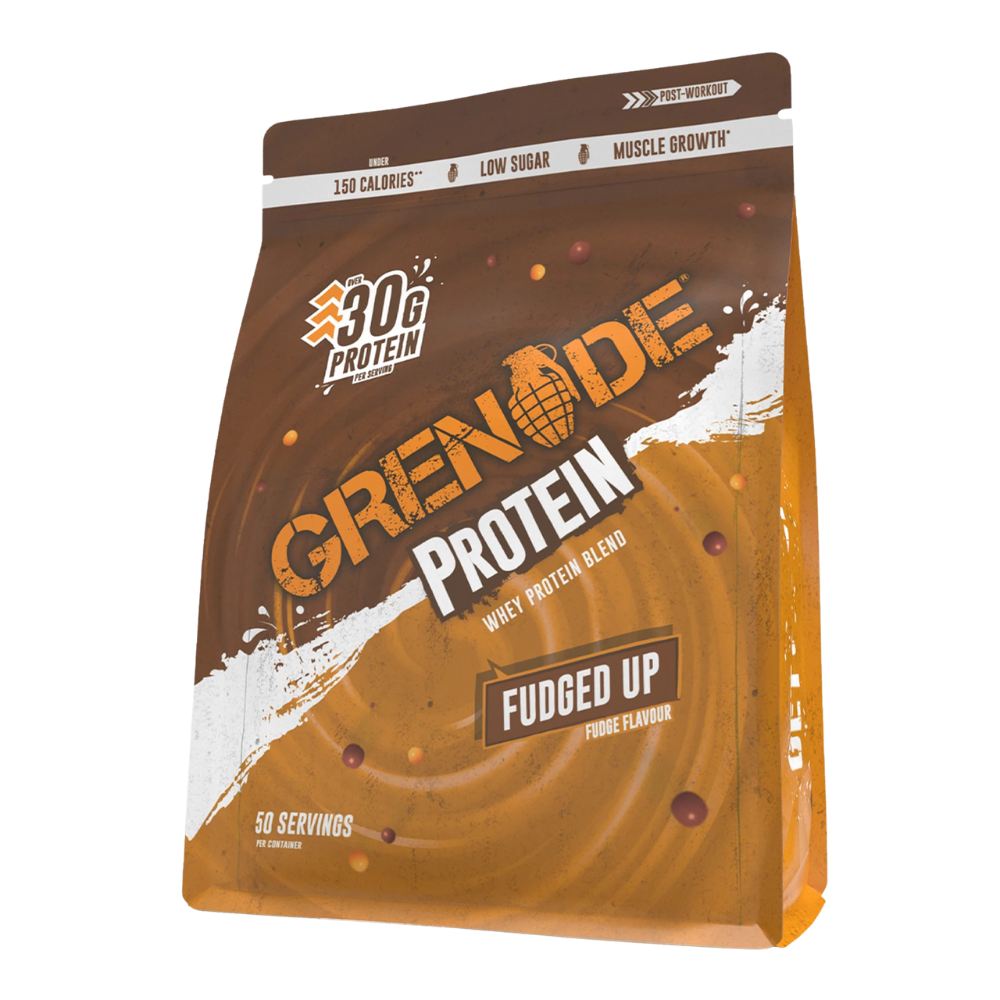 POST-WORKOUT
UNDER
150 CALORIES**
LOW SUGAR
MUSCLE GROWTH*
OVER
30G
PROTEIN
PER SERVING
GRENADE®
PROTEIN
WHEY PROTEIN BLEND
FUDGED UP
FUDGE FLAVOUR
50 SERVINGS
PER CONTAINER